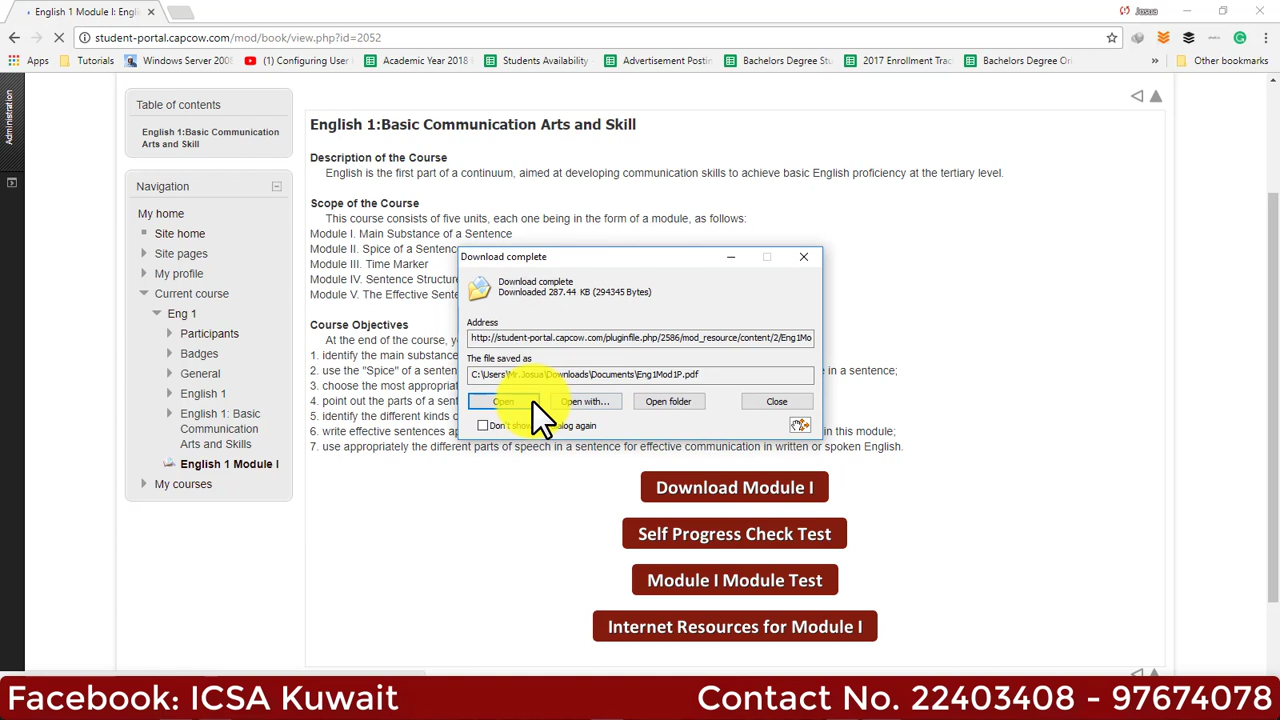 English 1 Module I: Engli
Josua
student-portal.capcow.com/mod/book/view.php?id=2052
Apps
Tutorials
Windows Server 2008
(1) Configuring User
Academic Year 2018
Students Availability
Advertisement Postin
Bachelors Degree Stu
2017 Enrollment Trac
Bachelors Degree On
»
Other bookmarks
Administration
Table of contents
English 1:Basic Communication
Arts and Skill
Navigation
My home
Site home
Site pages
My profile
Current course
Eng 1
Participants
Badges
General
English 1
English 1: Basic
Communication
Arts and Skills
English 1 Module I
My courses
English 1:Basic Communication Arts and Skill
Description of the Course
English is the first part of a continuum, aimed at developing communication skills to achieve basic English proficiency at the tertiary level.
Scope of the Course
This course consists of five units, each one being in the form of a module, as follows:
Module I. Main Substance of a Sentence
Module II. Spice of a Sentence
Module III. Time Marker
Module IV. Sentence Structure
Module V. The Effective Sente
Course Objectives
At the end of the course, y
1. identify the main substance
2. use the "Spice" of a senten
e in a sentence;
3. choose the most appropriat
4. point out the parts of a sent
5. identify the different kinds o
6. write effective sentences ap
in this module;
7. use appropriately the different parts of speech in a sentence for effective communication in written or spoken English.
Download complete
Download complete
Downloaded 287.44 KB (294345 Bytes)
Address
http://student-portal.capcow.com/pluginfile.php/2586/mod_resource/content/2/Eng1Mo
The file saved as
C:\Users\Mr.Josua\Downloads\Documents\Eng1Mod1P.pdf
Open
Open with...
Open folder
Close
Don't show
alog again
Download Module I
Self Progress Check Test
Module I Module Test
Internet Resources for Module I
Facebook: ICSA Kuwait
Contact No. 22403408 - 97674078